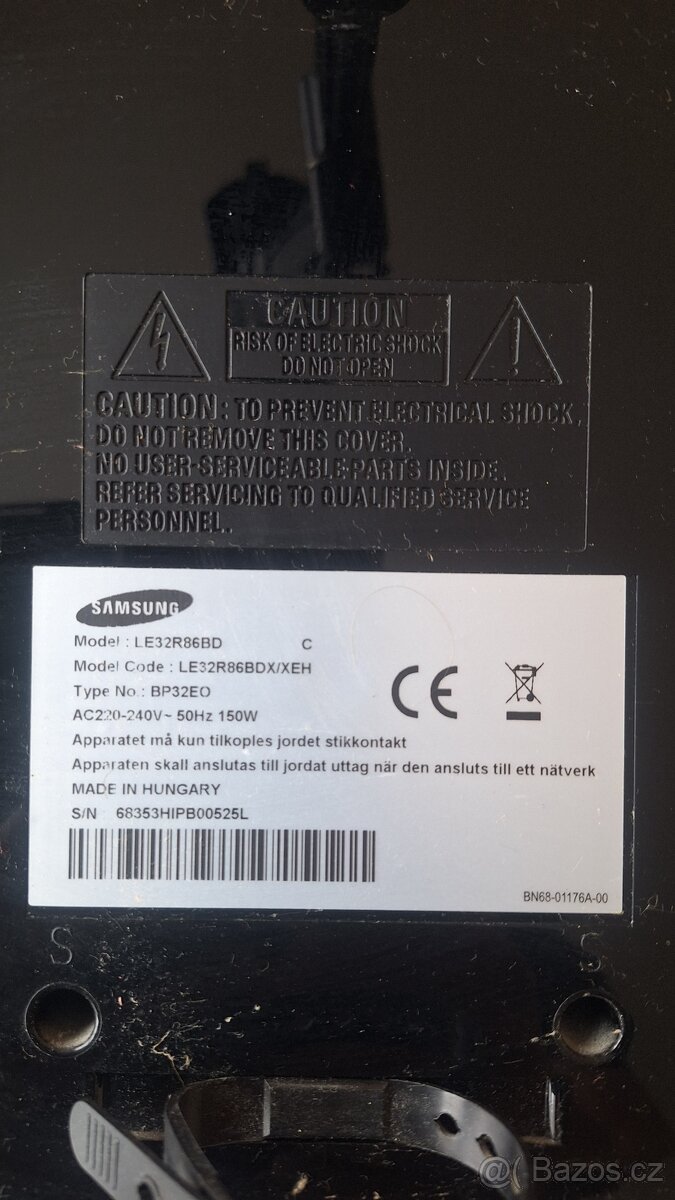 CAUTION
RISK OF ELECTRIC SHOCK
DO NOT OPEN
CAUTION: TO PREVENT ELECTRICAL SHOCK,
DO NOT REMOVE THIS COVER.
NO USER-SERVICEABLE PARTS INSIDE.
REFER SERVICING TO QUALIFIED SERVICE
PERSONNEL.
SAMSUNG
Model : LE32R86BD C
Model Code : LE32R86BDX/XEH
Type No.: BP32EO
AC220-240V~ 50Hz 150W
Apparatet må kun tilkoples jordet stikkontakt
Apparaten skall anslutas till jordat uttag när den ansluts till ett nätverk
MADE IN HUNGARY
S/N 68353HIPB00525L
CE
BN68-01176A-00
S S
@ Bazos.cz